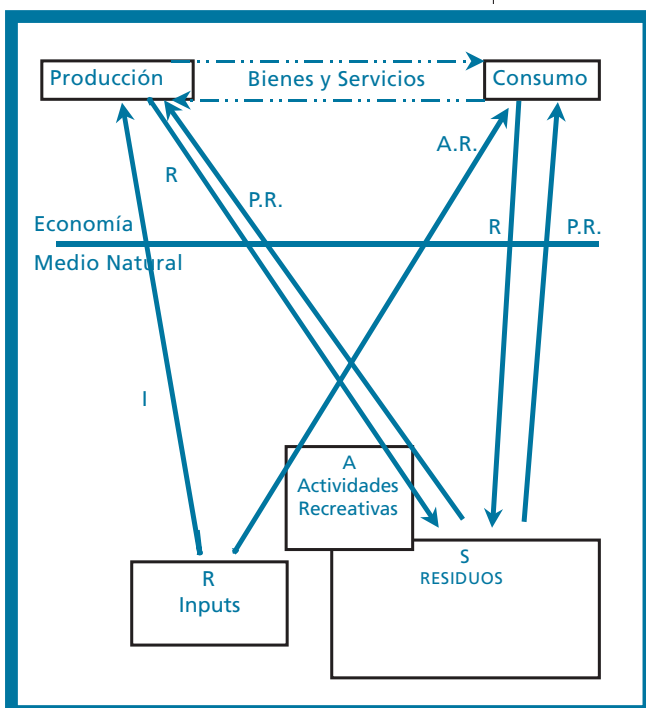 Producción
Bienes y Servicios
Consumo
A.R.
R
P.R.
Economía
R
P.R.
Medio Natural
I
A
Actividades
Recreativas
S
RESIDUOS
R
Inputs